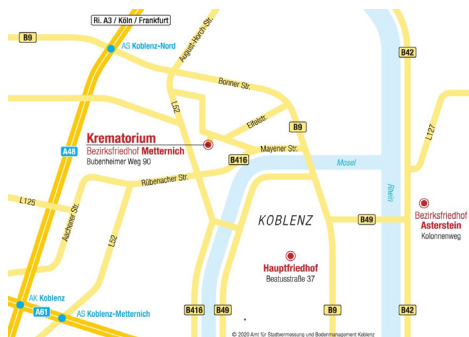 Ri. A3 / Köln / Frankfurt
B9
AS Koblenz-Nord
August-Horch-Str.
B42
Bonner Str.
L52
Eifelstr.
B9
L127
Krematorium
Bezirksfriedhof Metternich
Bubenheimer Weg 90
A48
Mayener Str.
B416
Mosel
Rübenacher Str.
Rhein
L125
Aachener Str.
L52
KOBLENZ
B49
Bezirksfriedhof
Asterstein
Kolonnenweg
Hauptfriedhof
Beatusstraße 37
AK Koblenz
A61
AS Koblenz-Metternich
B416
B49
B9
B42
© 2020 Amt für Stadtvermessung und Bodenmanagement Koblenz